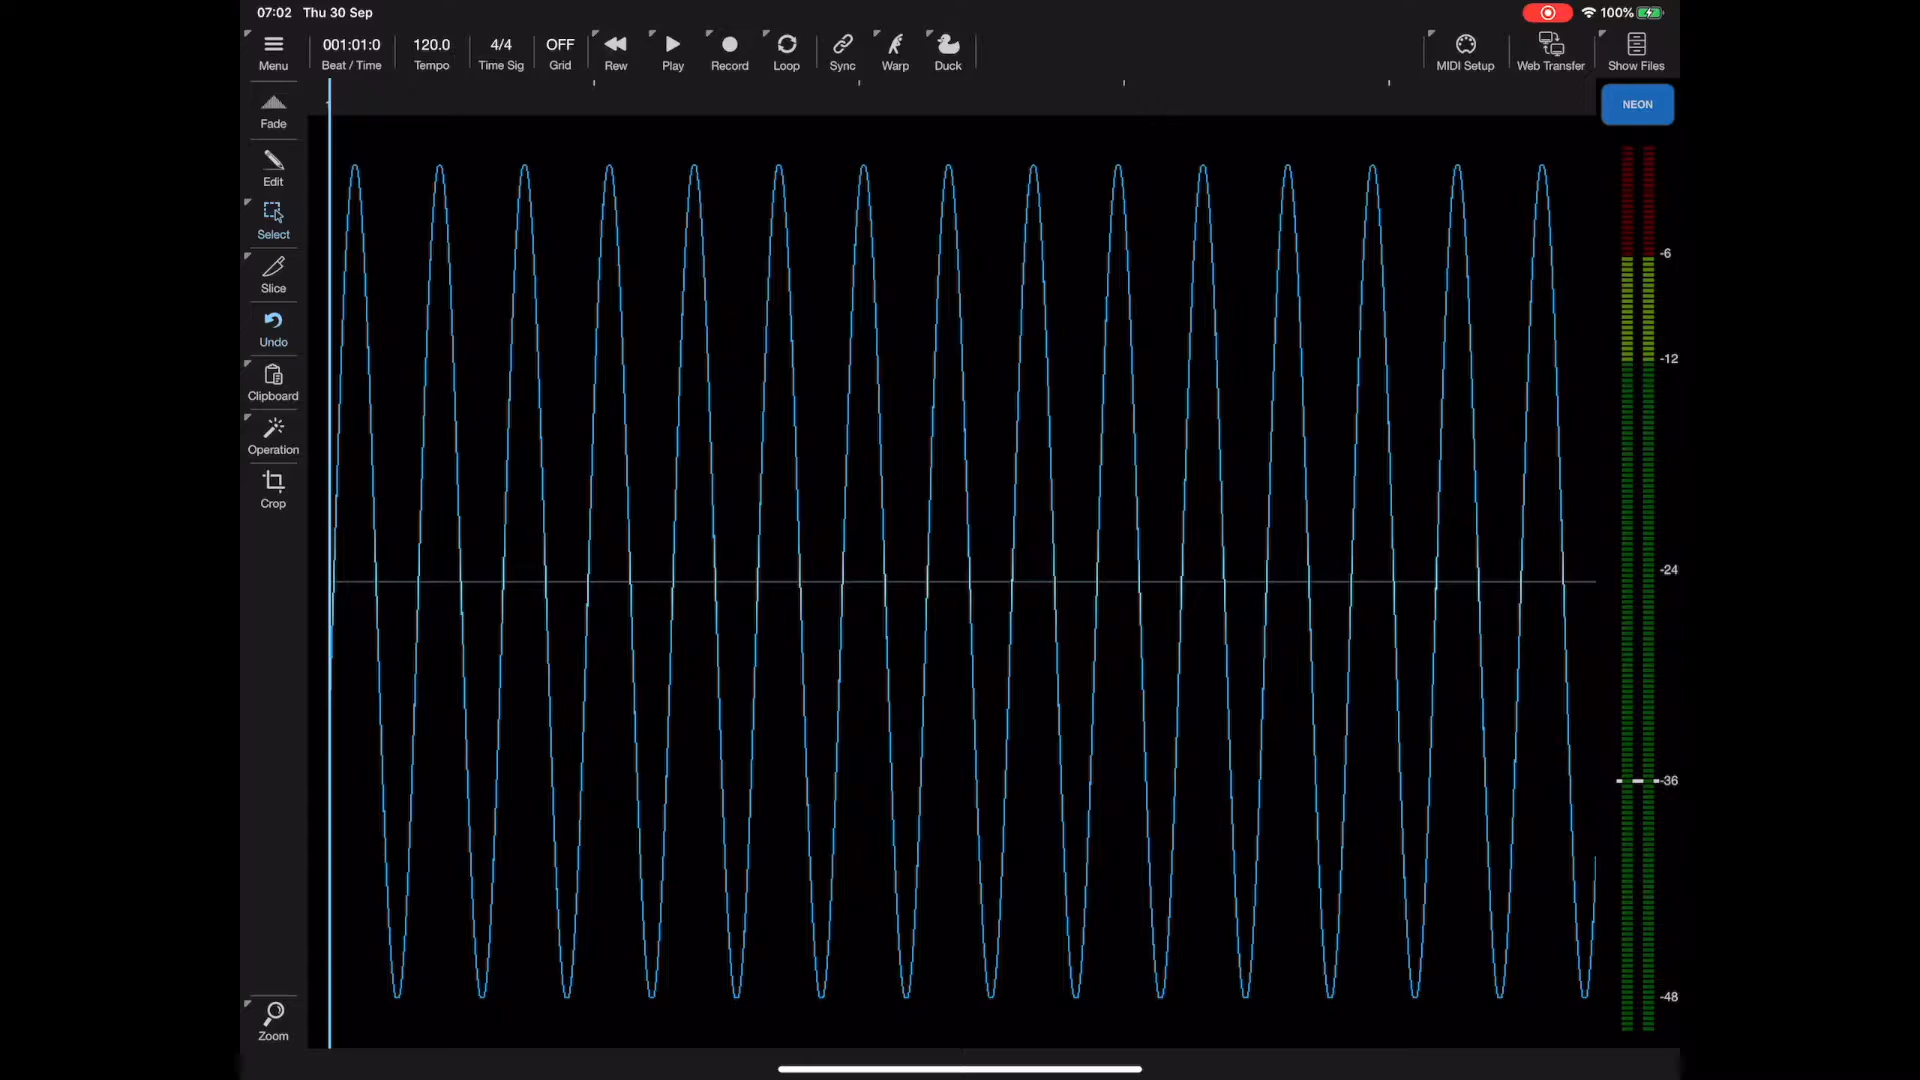 07:02 Thu 30 Sep
100%
001:01:0 120.0 4/4 OFF
Menu Beat / Time Tempo Time Sig Grid Rew Play Record Loop Sync Warp Duck MIDI Setup Web Transfer Show Files
NEON
Fade
Edit
Select
Slice
Undo
Clipboard
Operation
Crop
Zoom
-6
-12
-24
-36
-48